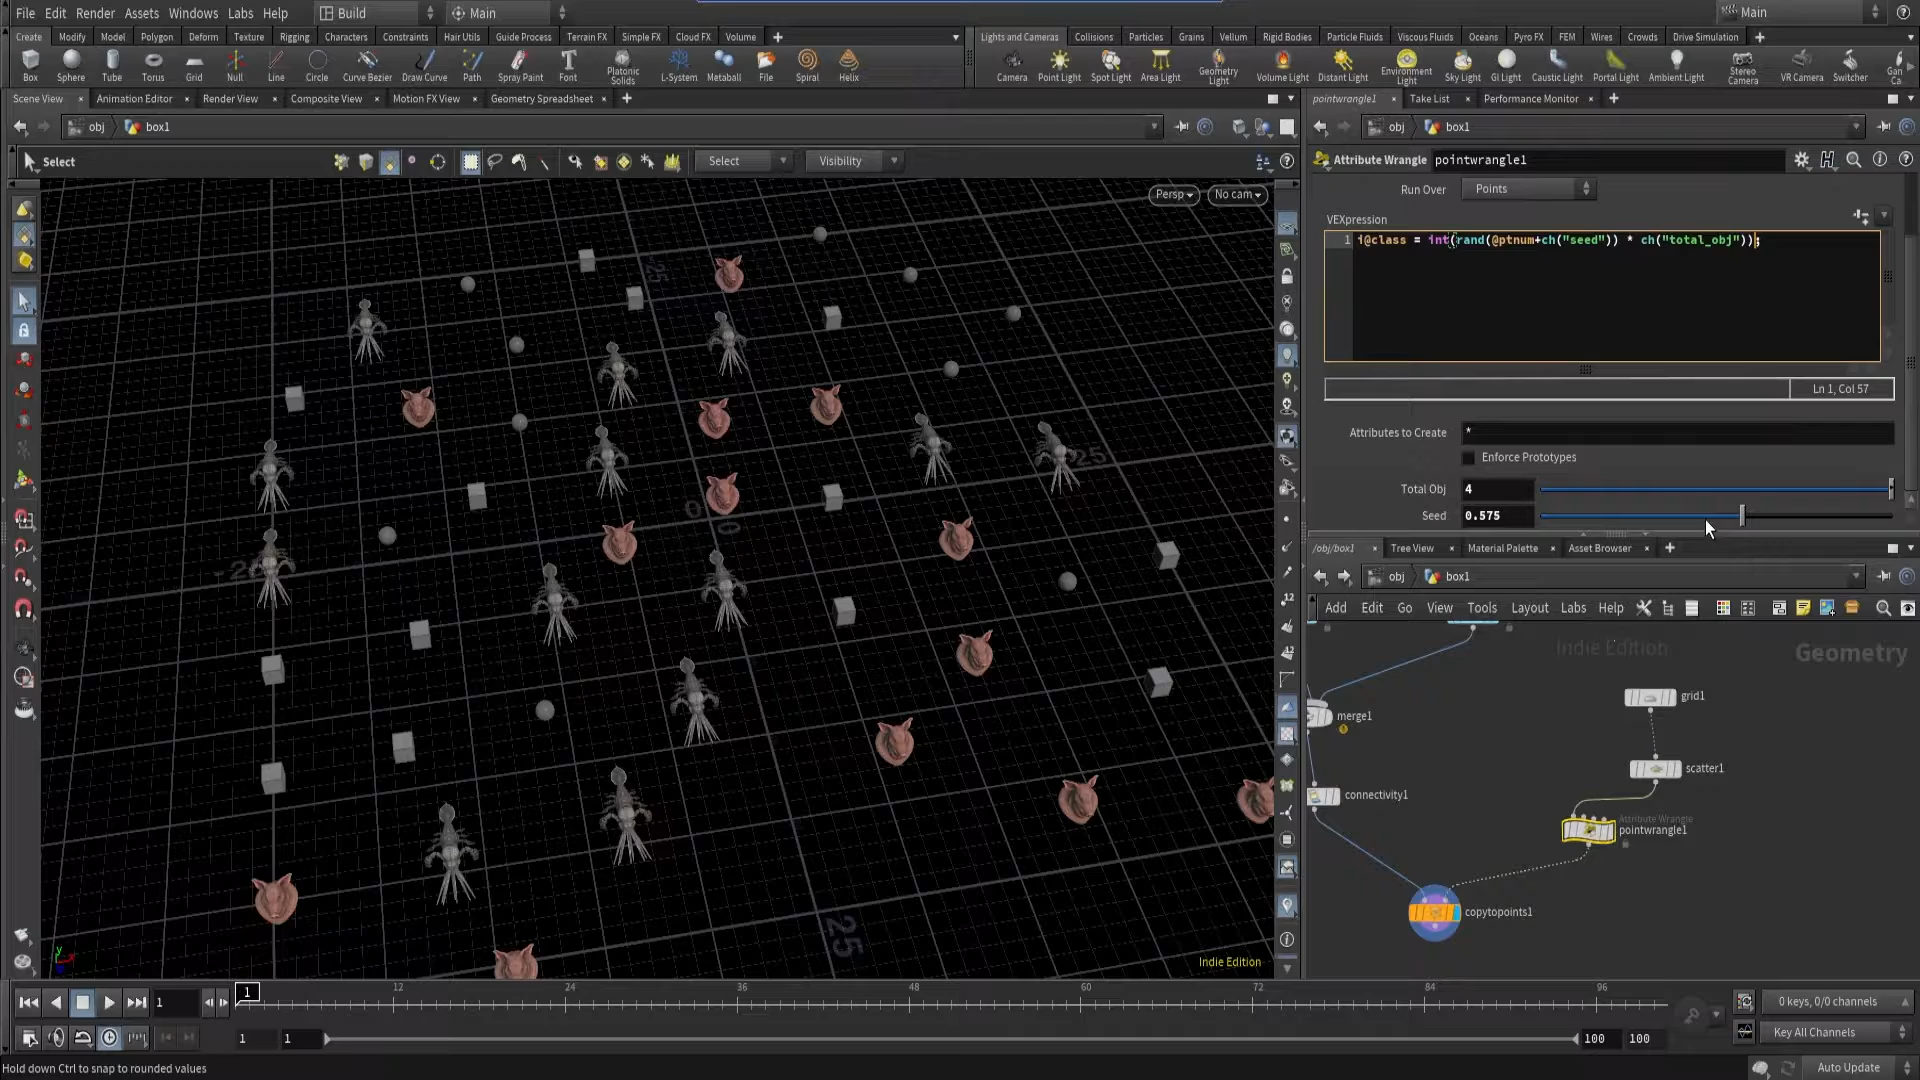 File Edit Render Assets Windows Labs Help Build Main Main
Create Modify Model Polygon Deform Texture Rigging Characters Constraints Hair Utils Guide Process Terrain FX Simple FX Cloud FX Volume
Lights and Cameras Collisions Particles Grains Vellum Rigid Bodies Particle Fluids Viscous Fluids Oceans Pyro FX FEM Wires Crowds Drive Simulation
Box Sphere Tube Torus Grid Null Line Circle Curve Bezier Draw Curve Path Spray Paint Font Platonic Solids L-System Metaball File Spiral Helix
Camera Point Light Spot Light Area Light Geometry Light Volume Light Distant Light Environment Light Sky Light GI Light Caustic Light Portal Light Ambient Light Stereo Camera VR Camera Switcher
Scene View Animation Editor Render View Composite View Motion FX View Geometry Spreadsheet
pointwrangle1 Take List Performance Monitor
obj box1
obj box1
Select Select Visibility
Attribute Wrangle pointwrangle1
Persp No cam
Run Over Points
VEXpression
1 i@class = int(rand(@ptnum+ch("seed")) * ch("total_obj"));
Ln 1, Col 57
Attributes to Create *
Enforce Prototypes
Total Obj 4
Seed 0.575
/obj/box1 Tree View Material Palette Asset Browser
obj box1
Add Edit Go View Tools Layout Labs Help
Indie Edition
Geometry
grid1
merge1
scatter1
connectivity1
Attribute Wrangle
pointwrangle1
copytopoints1
25
0
0
25
Indie Edition
1 1 12 24 36 48 60 72 84 96
0 keys, 0/0 channels
1 1 100 100
Key All Channels
Hold down Ctrl to snap to rounded values
Auto Update